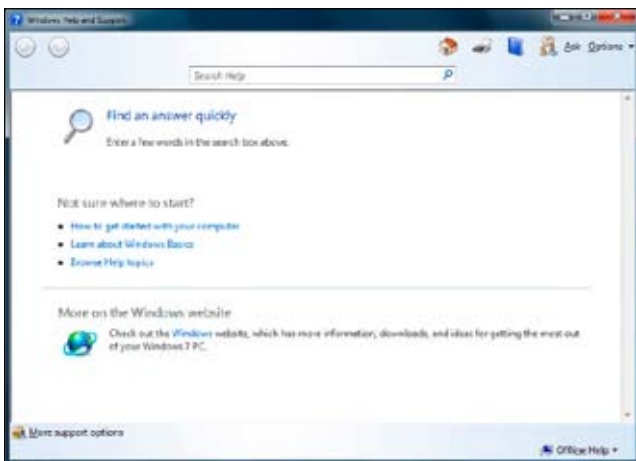 Windows Help and Support
Ask Options
Search Help
Find an answer quickly
Enter a few words in the search box above.
Not sure where to start?
How to get started with your computer
Learn about Windows Basics
Browse Help topics
More on the Windows website
Check out the Windows website, which has more information, downloads, and ideas for getting the most out
of your Windows 7 PC.
More support options
Office Help